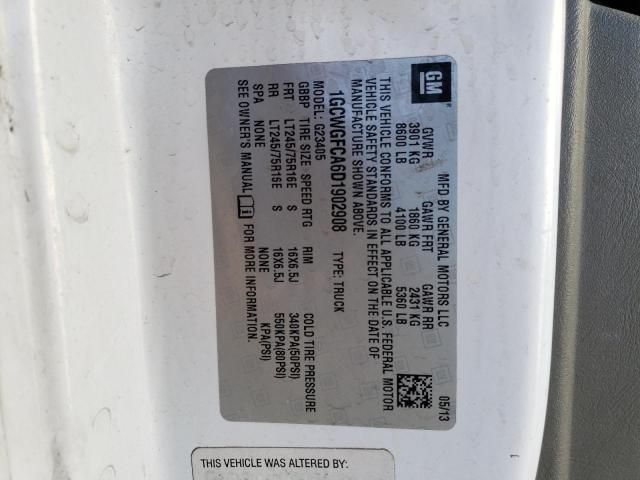 GM
MFD BY GENERAL MOTORS LLC
05/13
GVWR GAWR FRT GAWR RR
3901 KG 1860 KG 2431 KG
8600 LB 4100 LB 5360 LB
THIS VEHICLE CONFORMS TO ALL APPLICABLE U.S. FEDERAL MOTOR
VEHICLE SAFETY STANDARDS IN EFFECT ON THE DATE OF
MANUFACTURE SHOWN ABOVE.
1GCWGFCA6D1902908 TYPE: TRUCK
MODEL: G23405
GBRP TIRE SIZE SPEED RTG RIM COLD TIRE PRESSURE
FRT LT245/75R16E S 16X6.5J 340KPA(50PSI)
RR LT245/75R16E S 16X6.5J 550KPA(80PSI)
SPA NONE NONE KPA(PSI)
SEE OWNER'S MANUAL FOR MORE INFORMATION.
THIS VEHICLE WAS ALTERED BY: